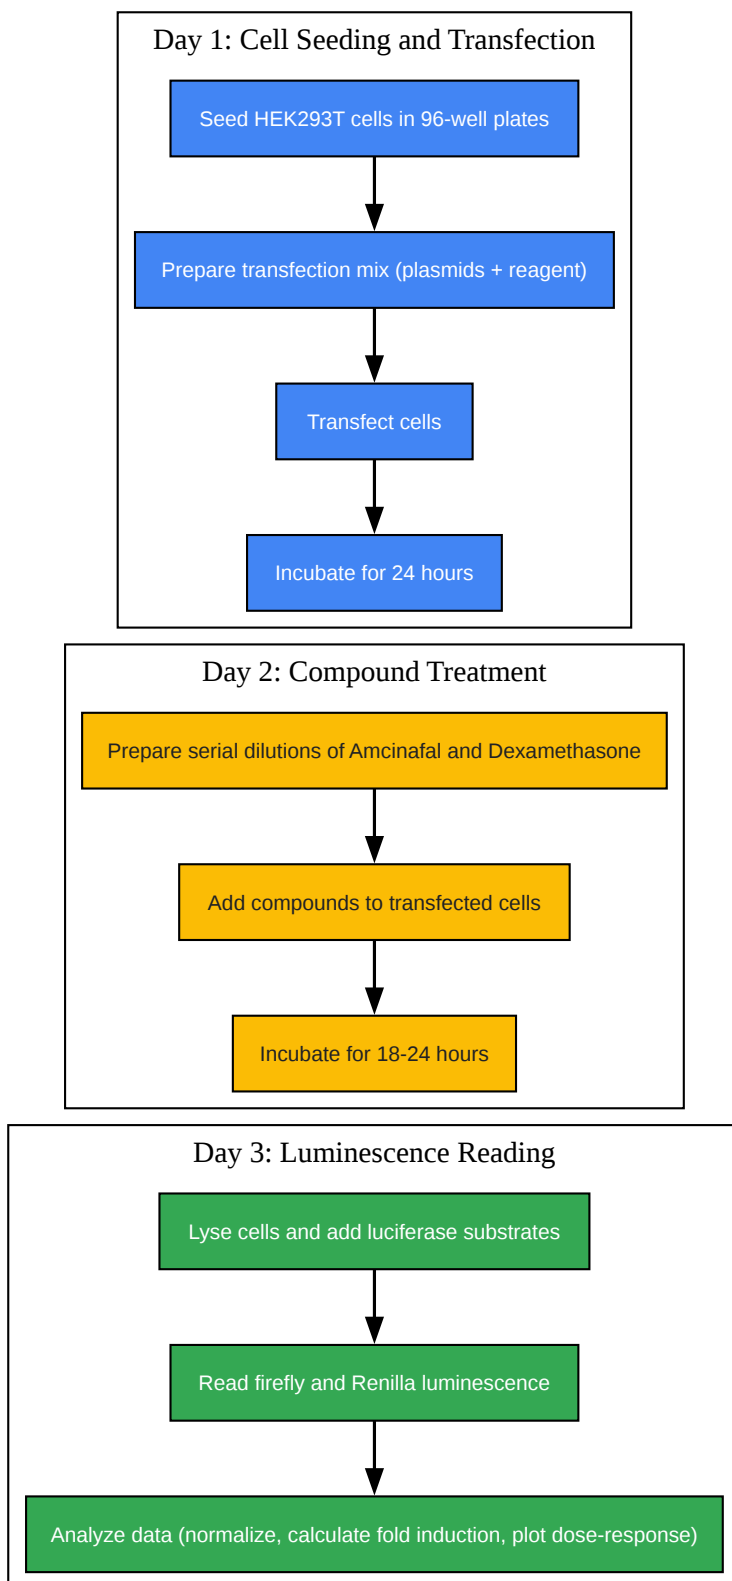 Day 1: Cell Seeding and Transfection
Seed HEK293T cells in 96-well plates
Prepare transfection mix (plasmids + reagent)
Transfect cells
Incubate for 24 hours
Day 2: Compound Treatment
Prepare serial dilutions of Amcinafal and Dexamethasone
Add compounds to transfected cells
Incubate for 18-24 hours
Day 3: Luminescence Reading
Lyse cells and add luciferase substrates
Read firefly and Renilla luminescence
Analyze data (normalize, calculate fold induction, plot dose-response)